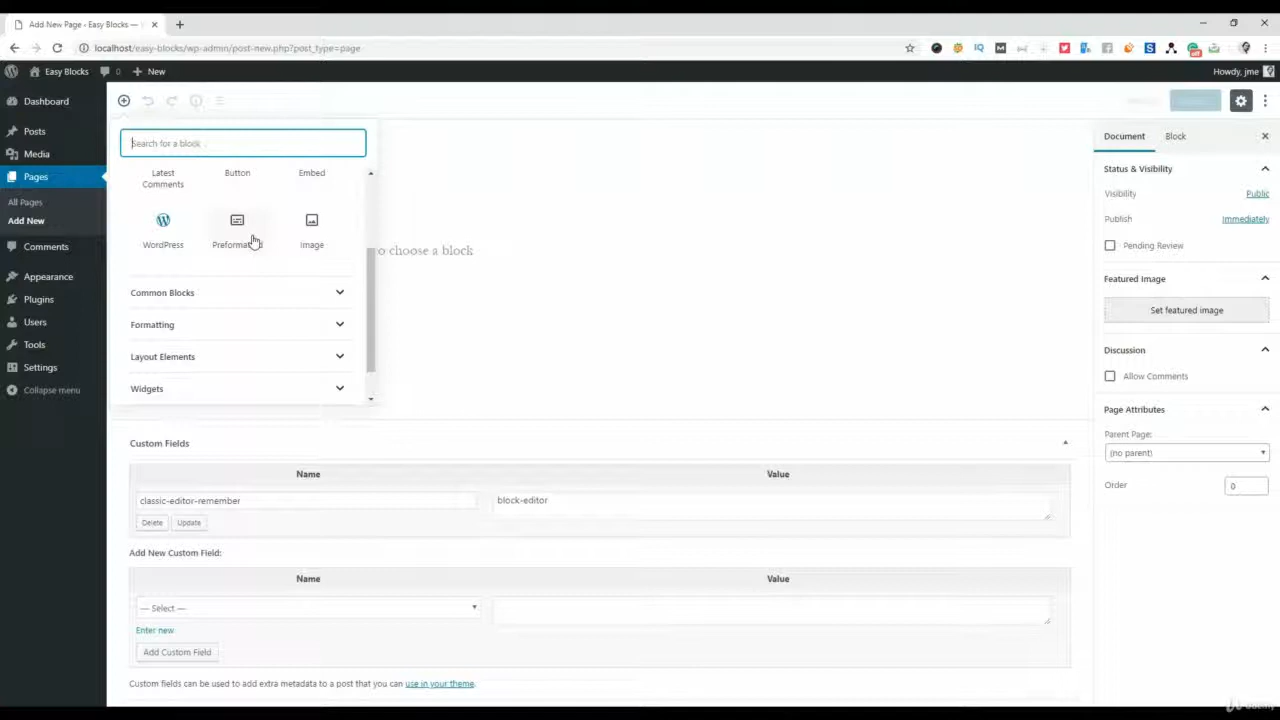 Add New Page ‹ Easy Blocks —
localhost/easy-blocks/wp-admin/post-new.php?post_type=page
Easy Blocks 0 New Howdy, jme
Dashboard
Posts
Media
Pages
All Pages
Add New
Comments
Appearance
Plugins
Users
Tools
Settings
Collapse menu
Search for a block
Latest Comments
Button
Embed
WordPress
Preformatted
Image
Common Blocks
Formatting
Layout Elements
Widgets
to choose a block
Custom Fields
Name Value
classic-editor-remember block-editor
Delete Update
Add New Custom Field:
Name Value
— Select —
Enter new
Add Custom Field
Custom fields can be used to add extra metadata to a post that you can use in your theme.
Document Block
Status & Visibility
Visibility Public
Publish Immediately
Pending Review
Featured Image
Set featured image
Discussion
Allow Comments
Page Attributes
Parent Page:
(no parent)
Order 0
Udemy